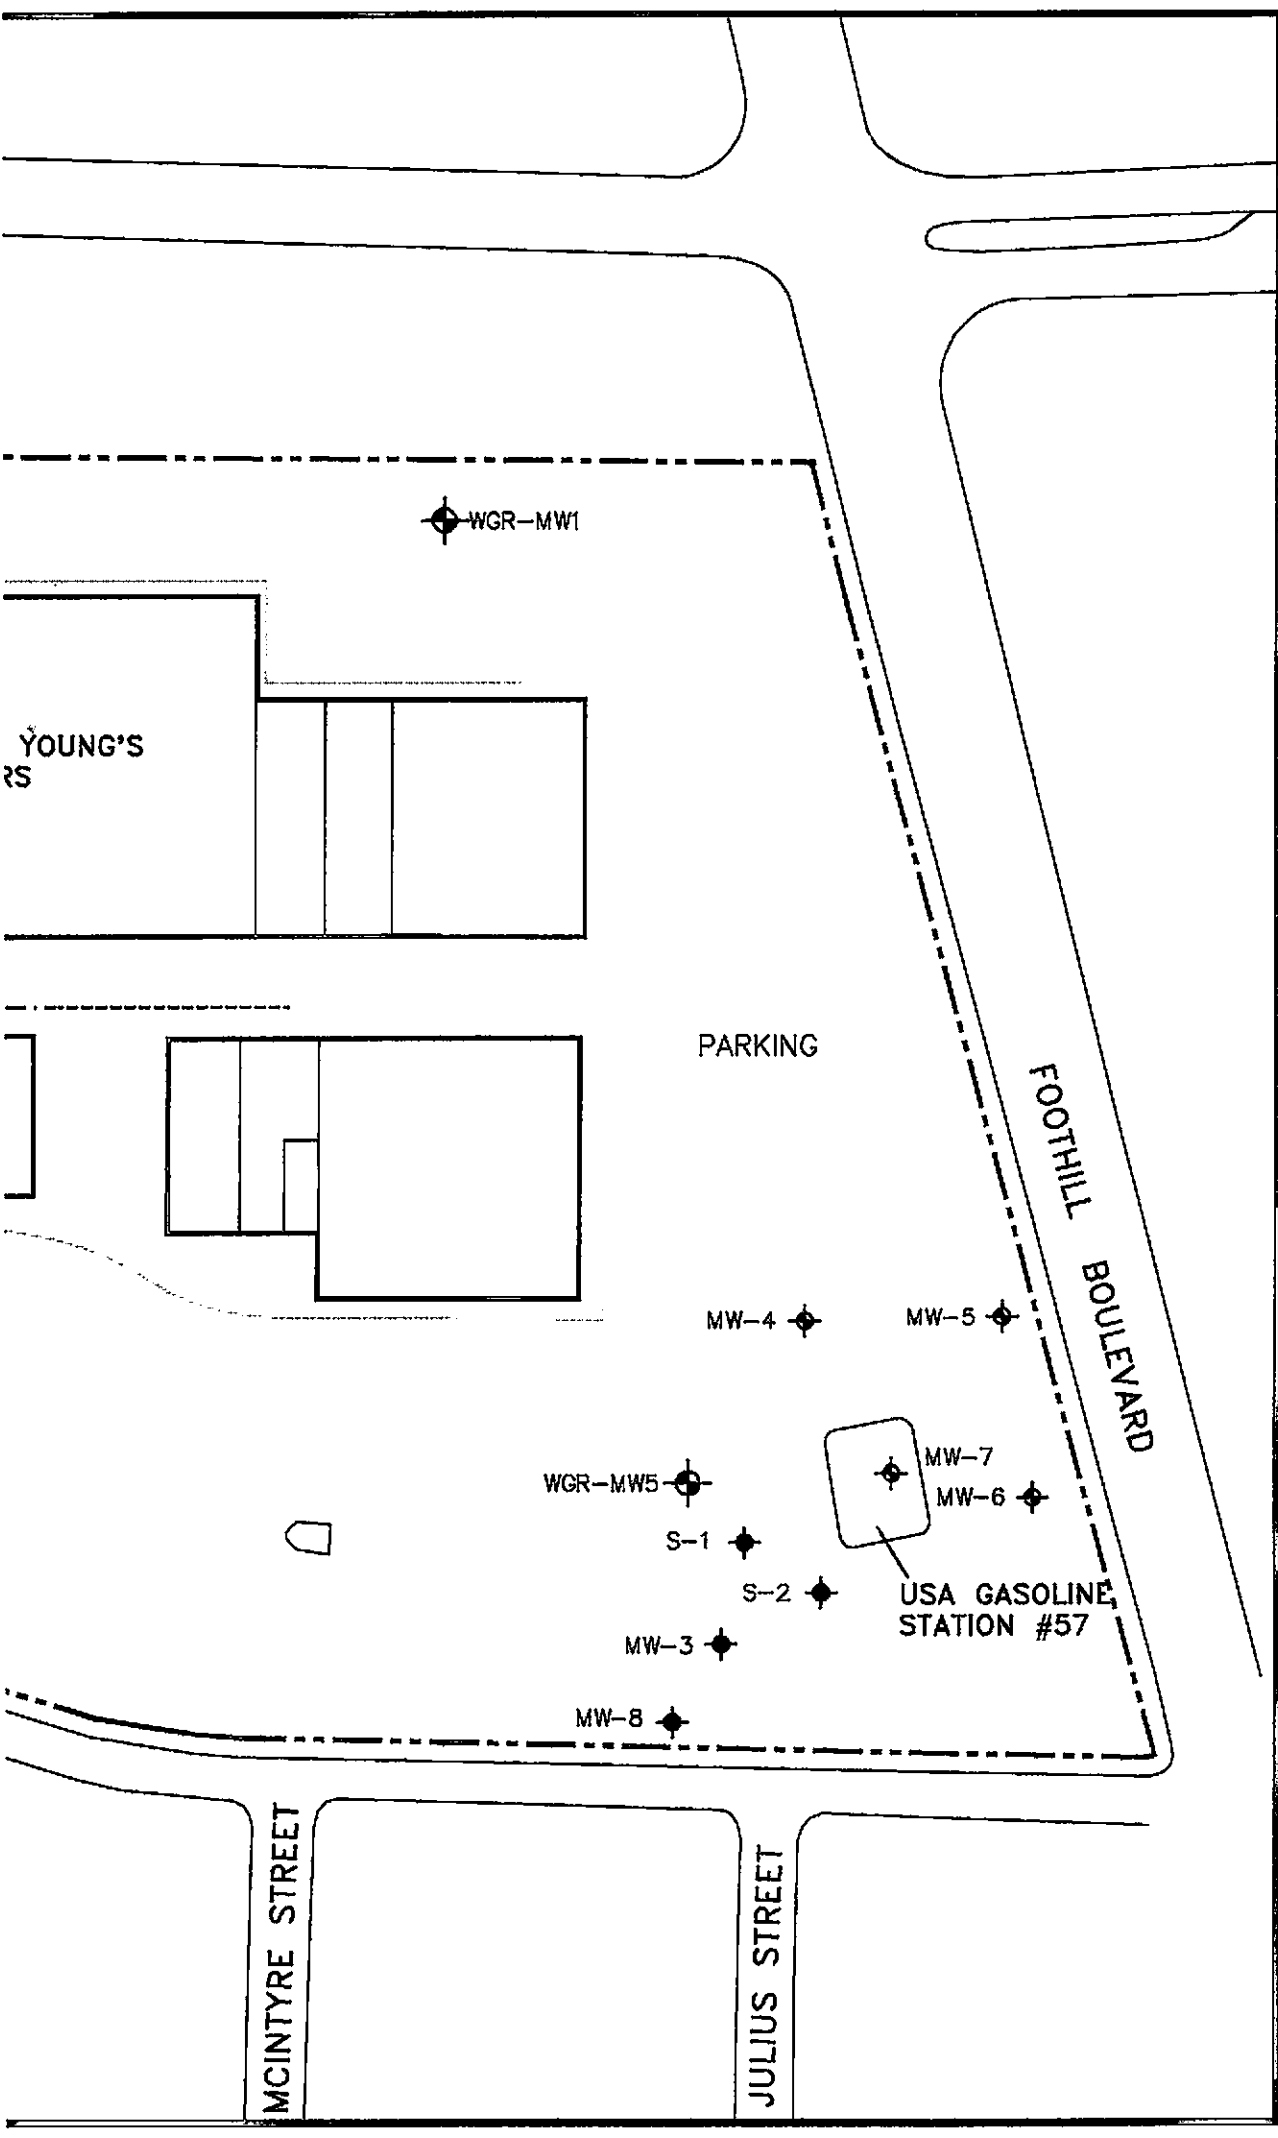 WGR-MW1
YOUNG'S
RS
PARKING
FOOTHILL BOULEVARD
MW-4
MW-5
MW-7
WGR-MW5
MW-6
S-1
S-2
USA GASOLINE
STATION #57
MW-3
MW-8
MCINTYRE STREET
JULIUS STREET